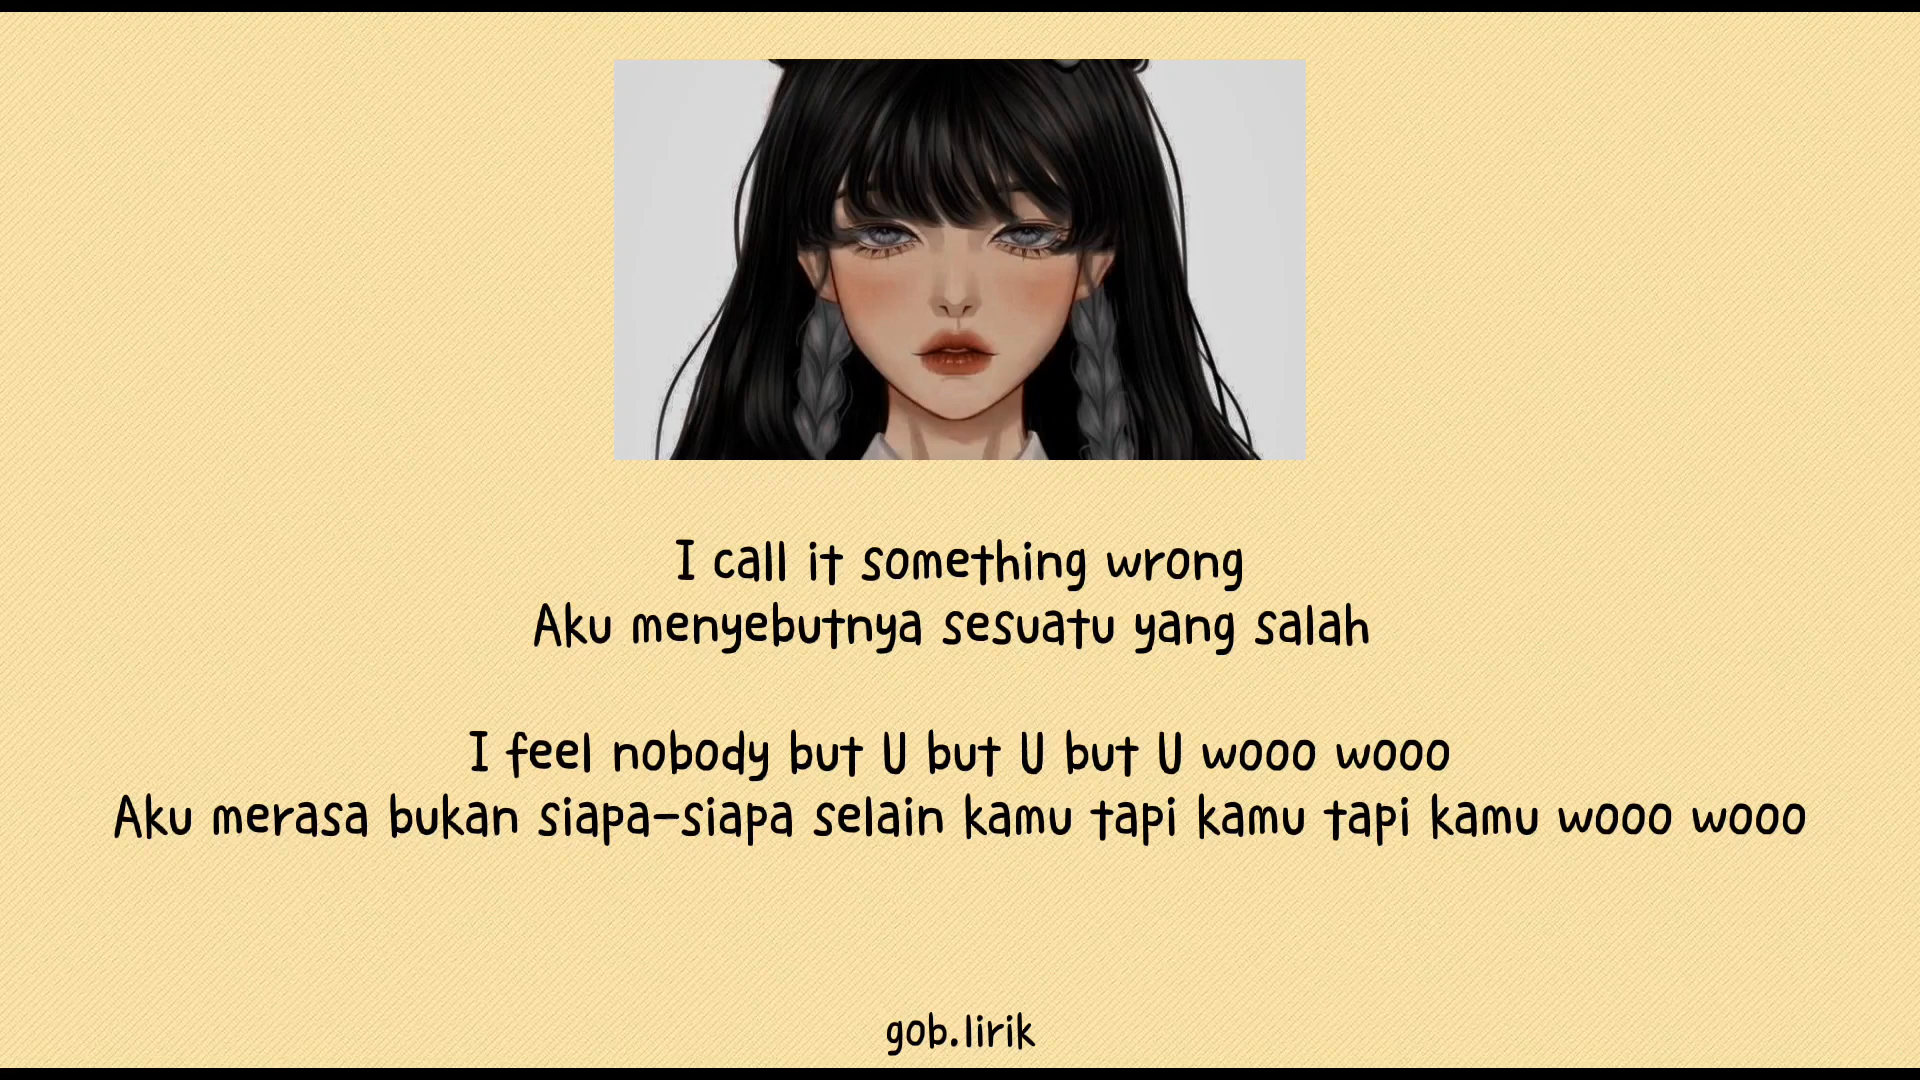 I call it something wrong
Aku menyebutnya sesuatu yang salah
I feel nobody but U but U but U wooo wooo
Aku merasa bukan siapa-siapa selain kamu tapi kamu tapi kamu wooo wooo
gob.lirik